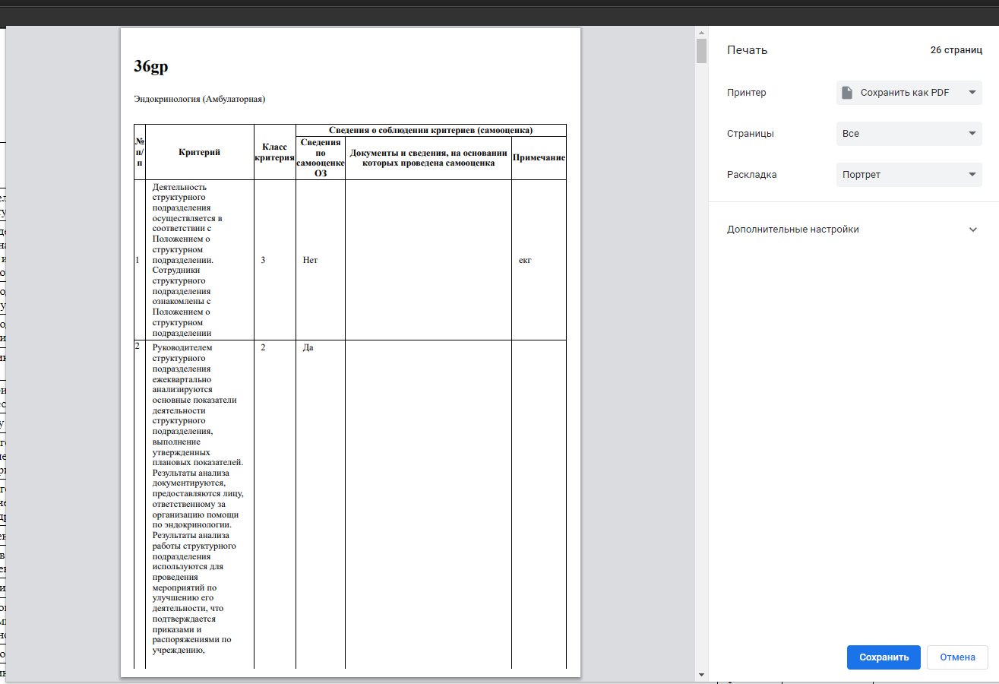 36gp
Эндокринология (Амбулаторная)
№ п/п
Критерий
Класс критерия
Сведения о соблюдении критериев (самооценка)
Сведения по самооценке ОЗ
Документы и сведения, на основании которых проведена самооценка
Примечание
1
Деятельность
структурного
подразделения
осуществляется в
соответствии с
Положением о
структурном
подразделении.
Сотрудники
структурного
подразделения
ознакомлены с
Положением о
структурном
подразделении
3
Нет
екг
2
Руководителем
структурного
подразделения
ежеквартально
анализируются
основные показатели
деятельности
структурного
подразделения,
выполнение
утвержденных
плановых показателей.
Результаты анализа
документируются,
предоставляются лицу,
ответственному за
организацию помощи
по эндокринологии.
Результаты анализа
работы структурного
подразделения
используются для
проведения
мероприятий по
улучшению его
деятельности, что
подтверждается
приказами и
распоряжениями по
учреждению,
2
Да
Печать
26 страниц
Принтер
Сохранить как PDF
Страницы
Все
Раскладка
Портрет
Дополнительные настройки
Сохранить
Отмена